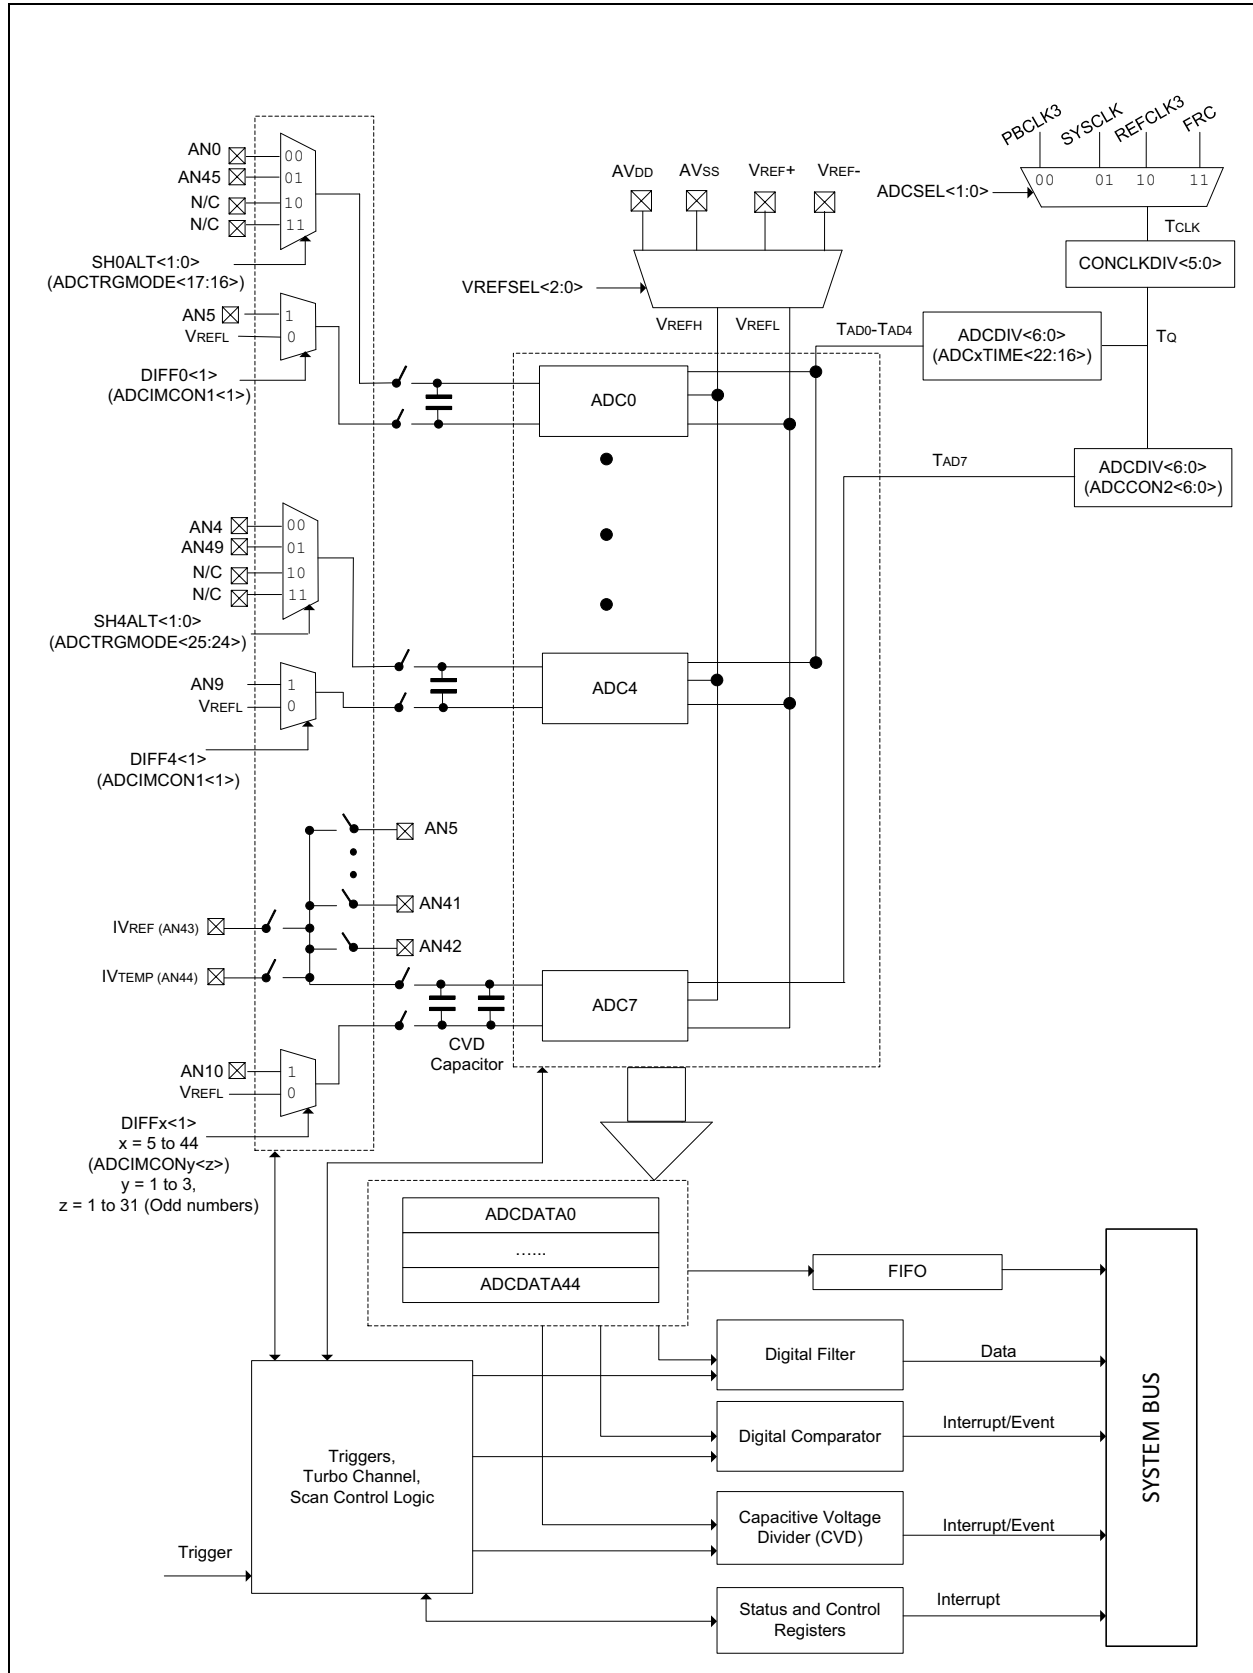 PBCLK3
SYSCLK
REFCLK3
FRC
ADCSEL<1:0>
00
01
10
11
TCLK
CONCLKDIV<5:0>
TQ
ADCDIV<6:0>
(ADCxTIME<22:16>)
TAD0-TAD4
ADCDIV<6:0>
(ADCCON2<6:0>)
TAD7
AVDD
AVSS
VREF+
VREF-
VREFSEL<2:0>
VREFH
VREFL
AN0
00
AN45
01
N/C
10
N/C
11
SH0ALT<1:0>
(ADCTRGMODE<17:16>)
AN5
1
VREFL
0
DIFF0<1>
(ADCIMCON1<1>)
ADC0
AN4
00
AN49
01
N/C
10
N/C
11
SH4ALT<1:0>
(ADCTRGMODE<25:24>)
AN9
1
VREFL
0
DIFF4<1>
(ADCIMCON1<1>)
ADC4
AN5
AN41
AN42
IVREF (AN43)
IVTEMP (AN44)
ADC7
CVD
Capacitor
AN10
1
VREFL
0
DIFFx<1>
x = 5 to 44
(ADCIMCONy<z>)
y = 1 to 3,
z = 1 to 31 (Odd numbers)
ADCDATA0
…...
ADCDATA44
FIFO
Digital Filter
Data
Digital Comparator
Interrupt/Event
Capacitive Voltage
Divider (CVD)
Interrupt/Event
Status and Control
Registers
Interrupt
SYSTEM BUS
Triggers,
Turbo Channel,
Scan Control Logic
Trigger